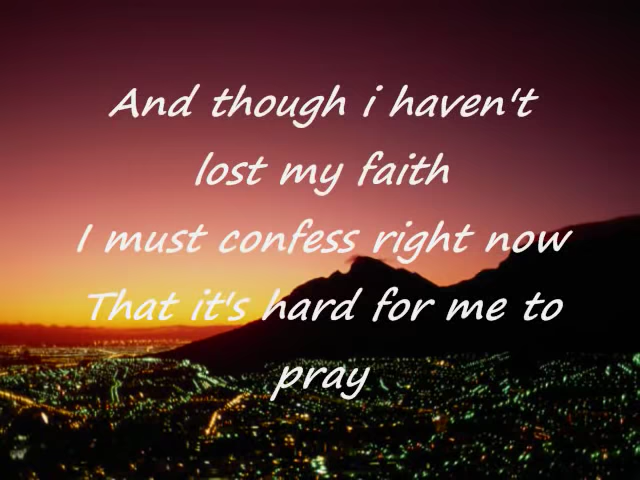 And though i haven't
lost my faith
I must confess right now
That it's hard for me to
pray